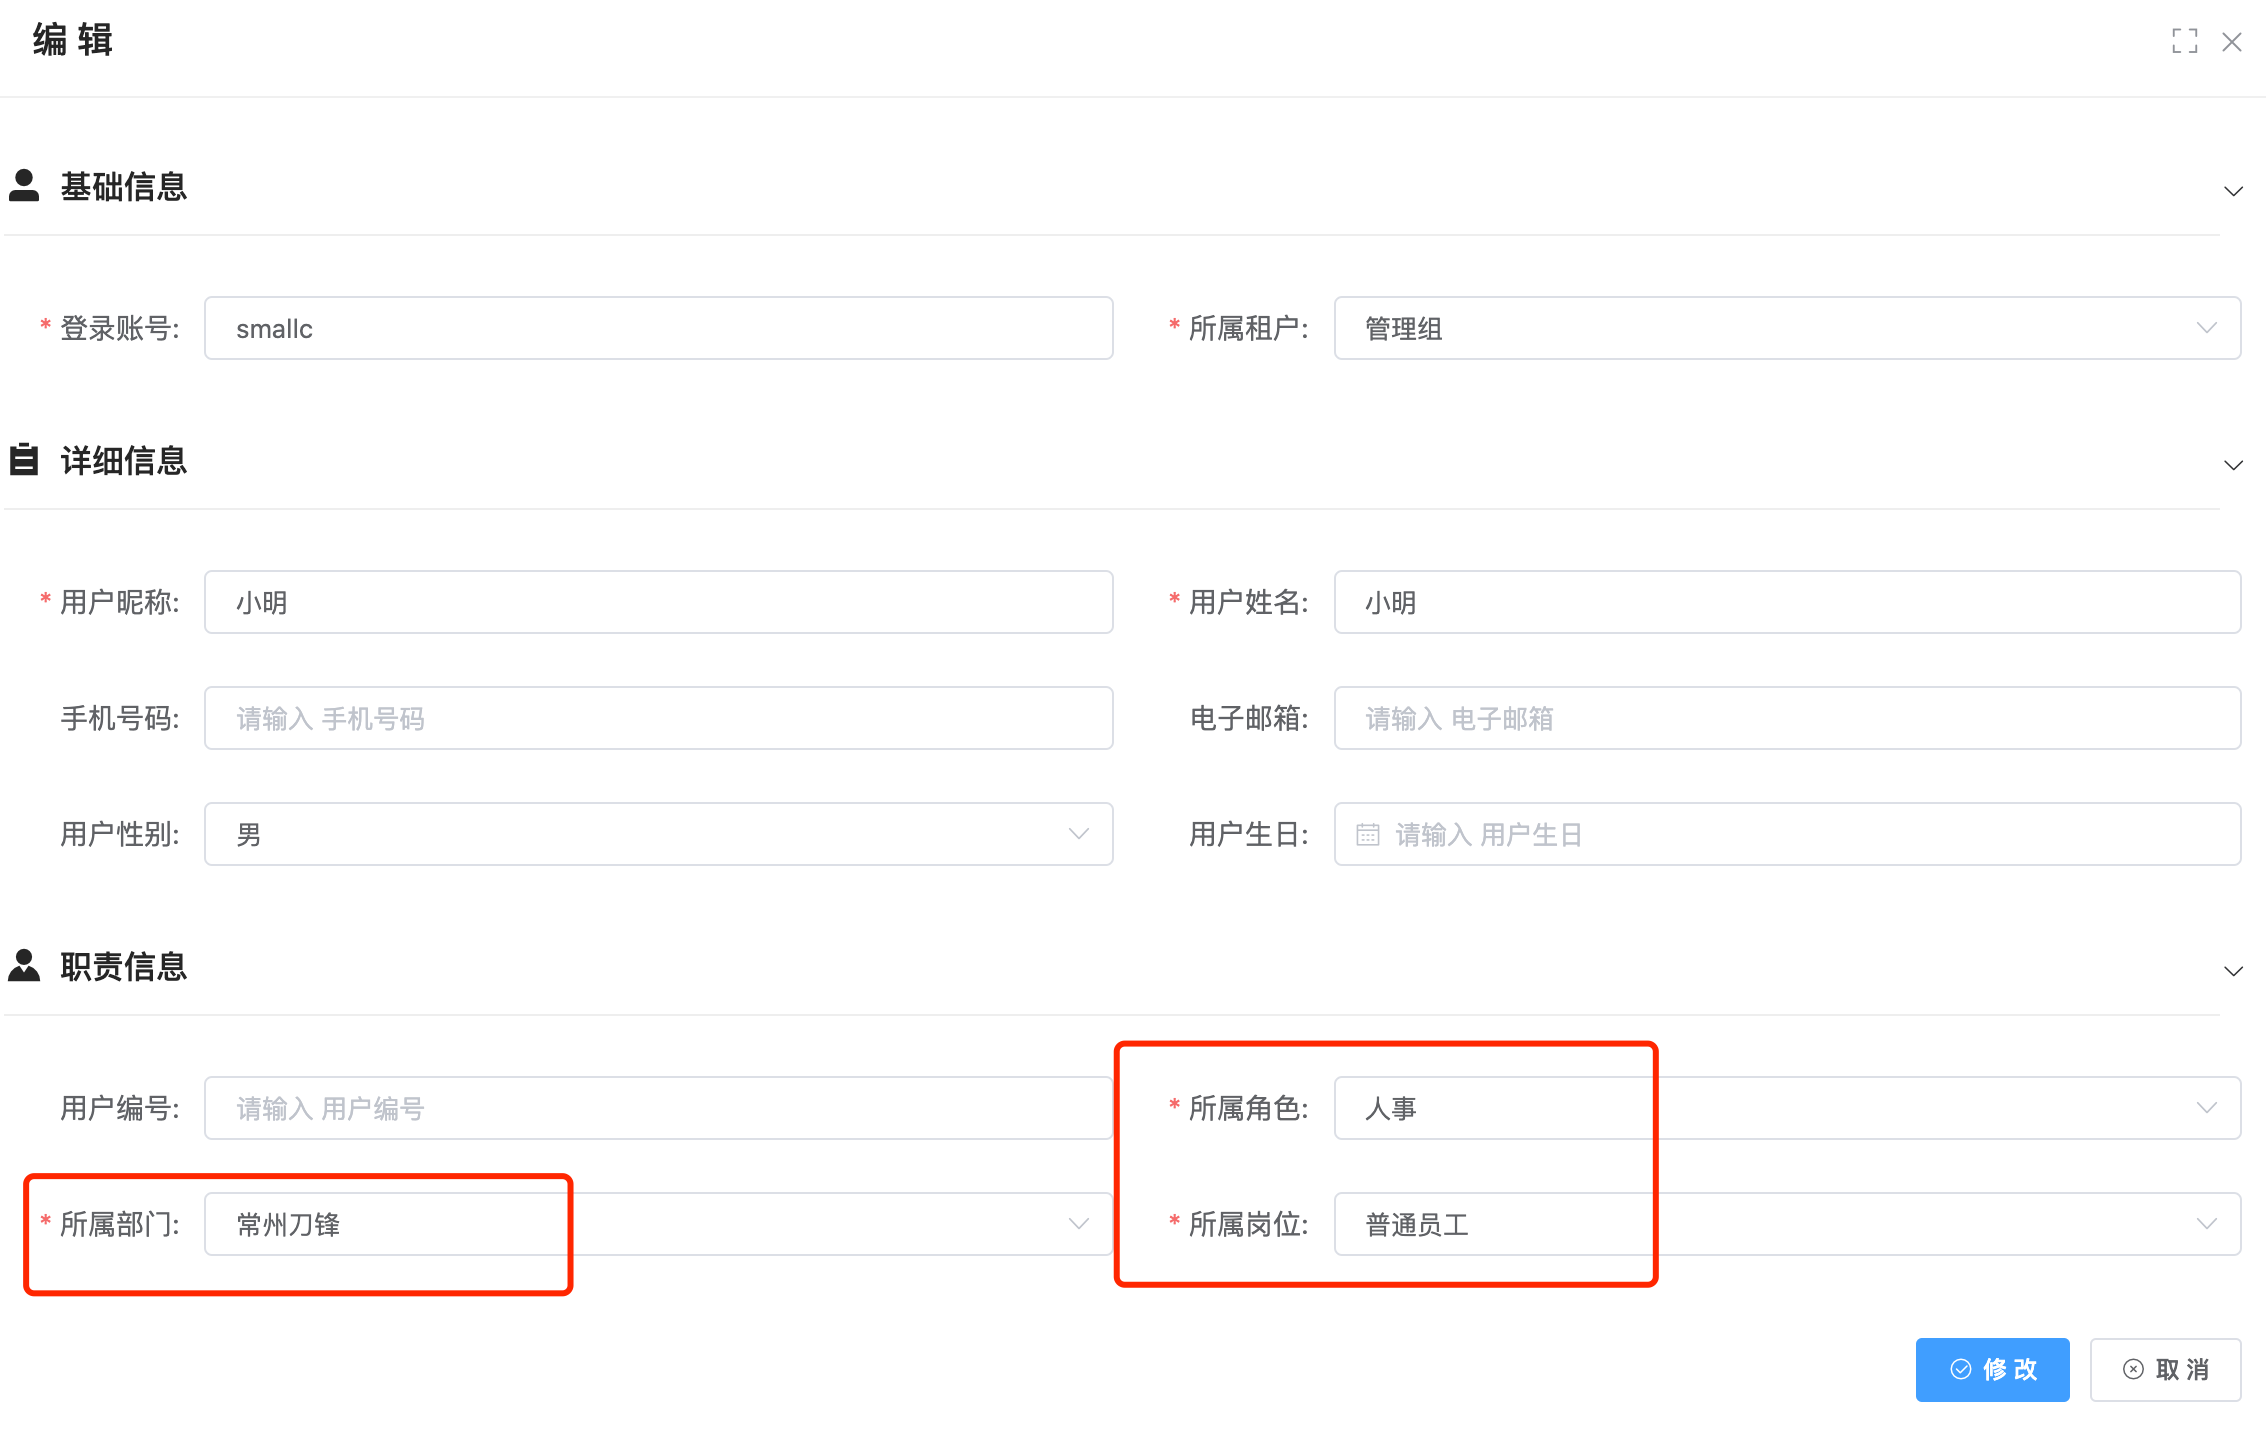 编 辑
基础信息
* 登录账号: smallc
* 所属租户: 管理组
详细信息
* 用户昵称: 小明
* 用户姓名: 小明
手机号码: 请输入 手机号码
电子邮箱: 请输入 电子邮箱
用户性别: 男
用户生日: 请输入 用户生日
职责信息
用户编号: 请输入 用户编号
* 所属角色: 人事
* 所属部门: 常州刀锋
* 所属岗位: 普通员工
修 改
取 消